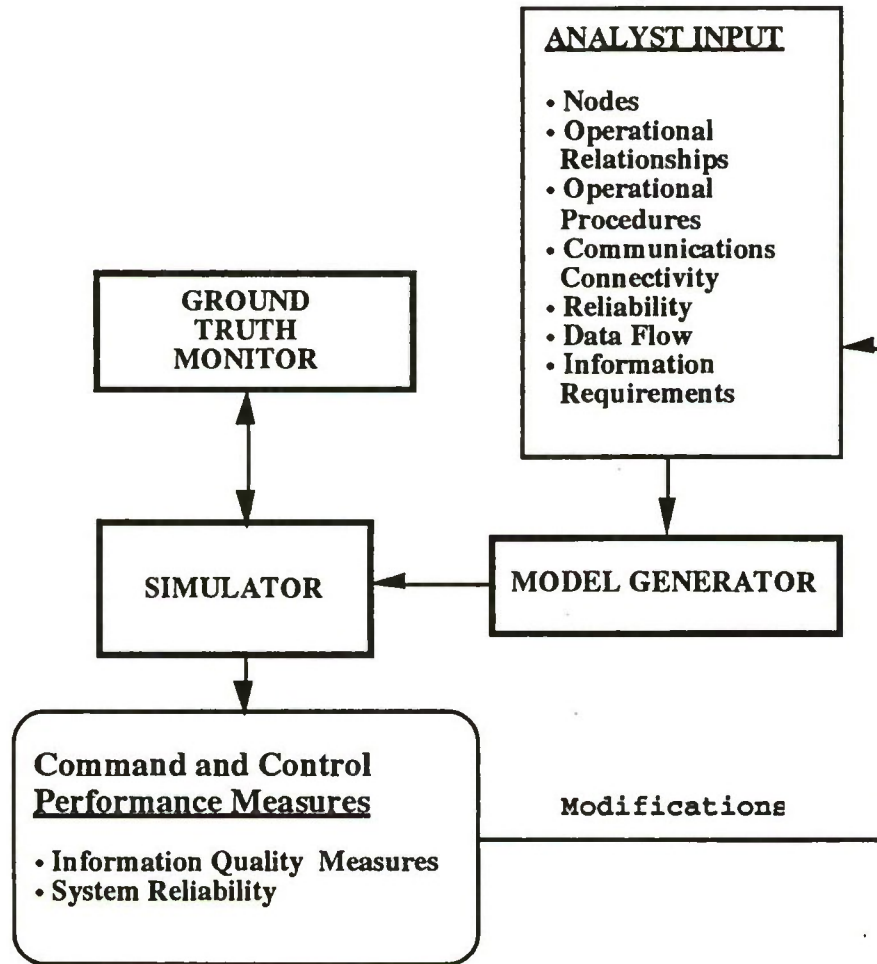 ANALYST INPUT
• Nodes
• Operational
Relationships
• Operational
Procedures
• Communications
Connectivity
• Reliability
• Data Flow
• Information
Requirements
GROUND
TRUTH
MONITOR
SIMULATOR
MODEL GENERATOR
Command and Control
Performance Measures
• Information Quality Measures
• System Reliability
Modifications